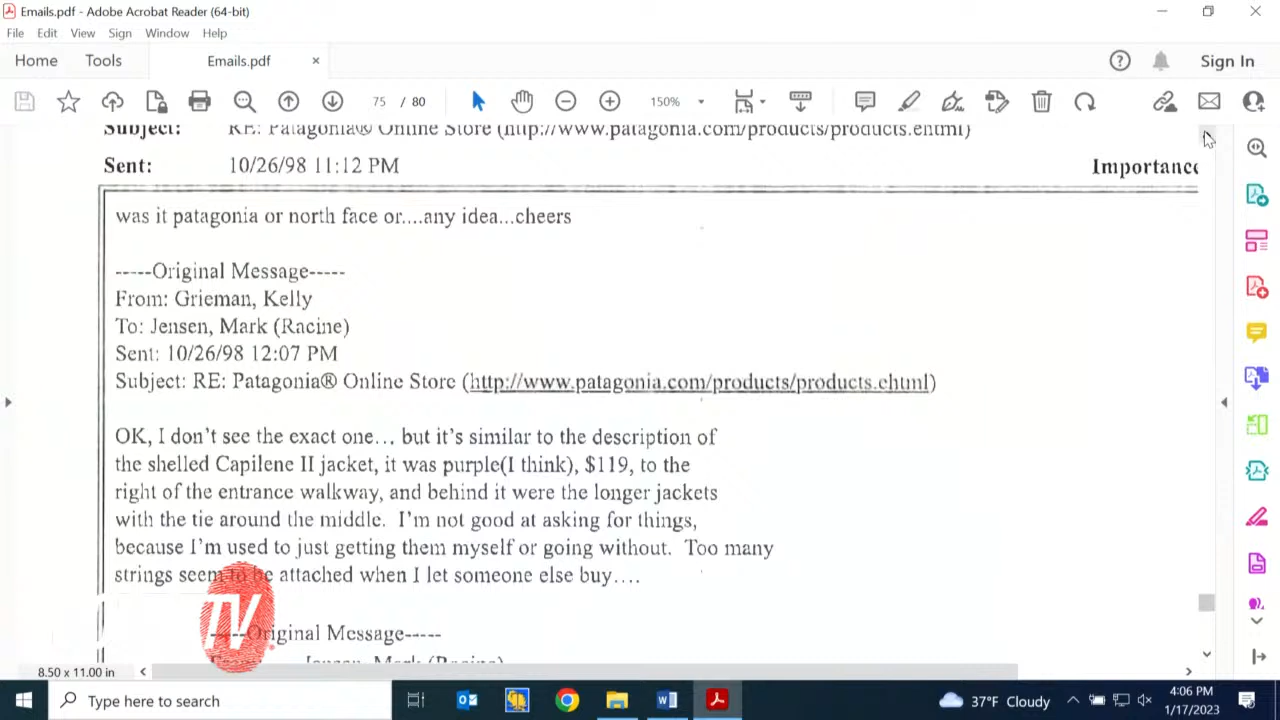 Emails.pdf - Adobe Acrobat Reader (64-bit)
File Edit View Sign Window Help
Home Tools Emails.pdf × Sign In
75 / 80 150%
Subject: RE: Patagonia® Online Store (http://www.patagonia.com/products/products.ehtml)
Sent: 10/26/98 11:12 PM Importance
was it patagonia or north face or....any idea...cheers
-----Original Message-----
From: Grieman, Kelly
To: Jensen, Mark (Racine)
Sent: 10/26/98 12:07 PM
Subject: RE: Patagonia® Online Store (http://www.patagonia.com/products/products.ehtml)
OK, I don't see the exact one... but it's similar to the description of
the shelled Capilene II jacket, it was purple(I think), $119, to the
right of the entrance walkway, and behind it were the longer jackets
with the tie around the middle. I'm not good at asking for things,
because I'm used to just getting them myself or going without. Too many
strings seem to be attached when I let someone else buy....
TV
-----Original Message-----
Jensen, Mark (Racine)
8.50 x 11.00 in
Type here to search
37°F Cloudy
4:06 PM
1/17/2023